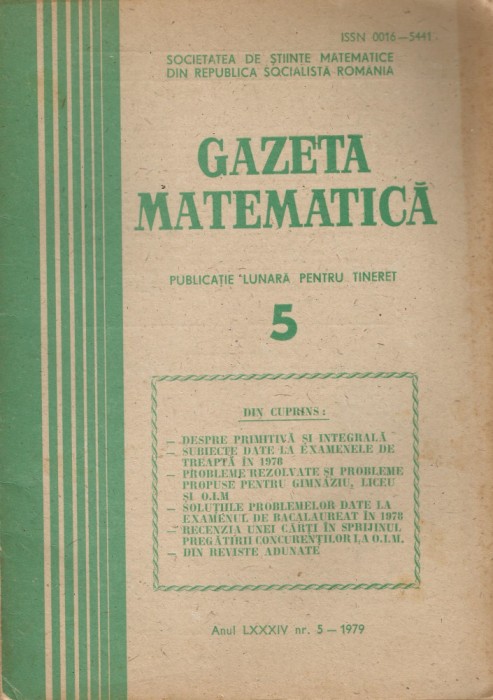 ISSN 0016—5441
SOCIETATEA DE ȘTIINTE MATEMATICE
DIN REPUBLICA SOCIALISTA ROMANIA
GAZETA
MATEMATICĂ
PUBLICAȚIE LUNARĂ PENTRU TINERET
5
DIN CUPRINS :
— DESPRE PRIMITIVĂ ȘI INTEGRALĂ
— SUBIECTE DATE LA EXAMENELE DE
TREAPTĂ ÎN 1978
— PROBLEME REZOLVATE ȘI PROBLEME
PROPUSE PENTRU GIMNAZIU, LICEU
ȘI O.I.M
— SOLUȚIILE PROBLEMELOR DATE LA
EXAMENUL DE BACALAUREAT ÎN 1978
— RECENZIA UNEI CĂRȚI ÎN SPRIJINUL
PREGĂTIRII CONCURENȚILOR LA O.I.M.
— DIN REVISTE ADUNATE
Anul LXXXIV nr. 5 — 1979